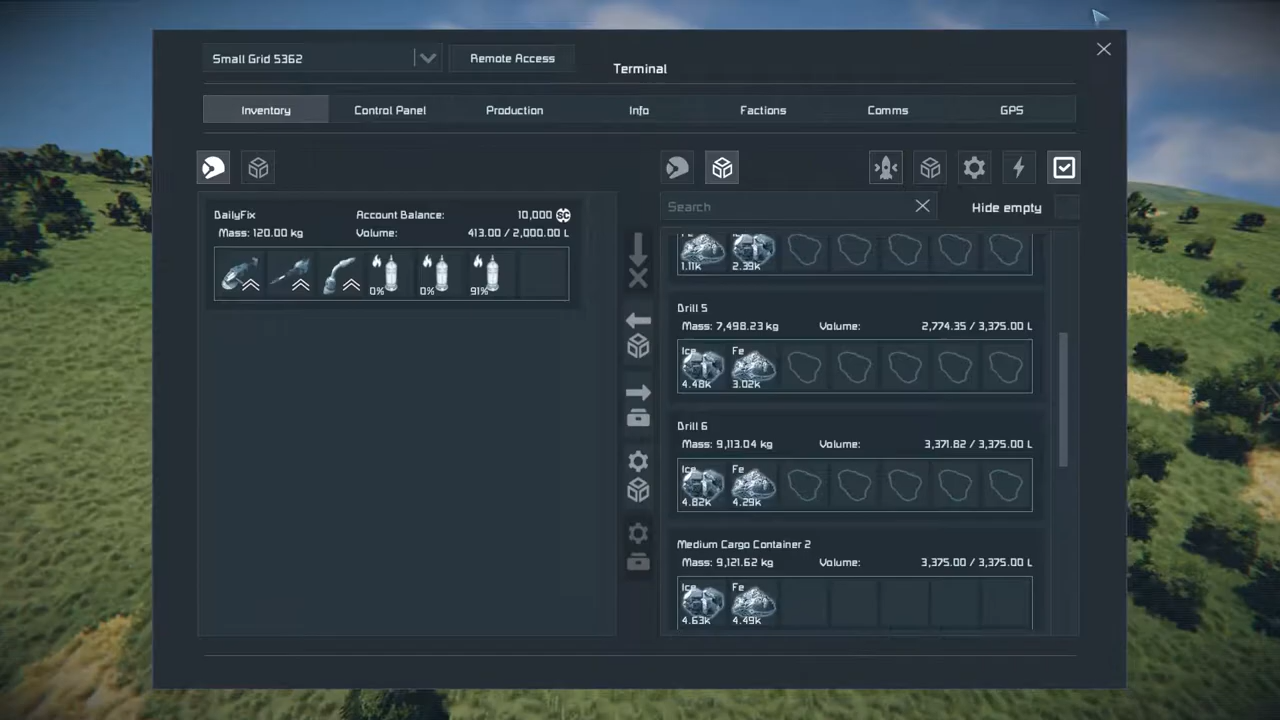 Small Grid 5362
Remote Access
Terminal
Inventory
Control Panel
Production
Info
Factions
Comms
GPS
DailyFix
Account Balance:
10,000 SC
Mass: 120.00 kg
Volume:
413.00 / 2,000.00 L
0%
0%
91%
Search
Hide empty
1.11k
2.39k
Drill 5
Mass: 7,498.23 kg
Volume:
2,774.35 / 3,375.00 L
Ice
Fe
4.48k
3.02k
Drill 6
Mass: 9,113.04 kg
Volume:
3,371.82 / 3,375.00 L
Ice
Fe
4.82k
4.29k
Medium Cargo Container 2
Mass: 9,121.62 kg
Volume:
3,375.00 / 3,375.00 L
Ice
Fe
4.63k
4.49k